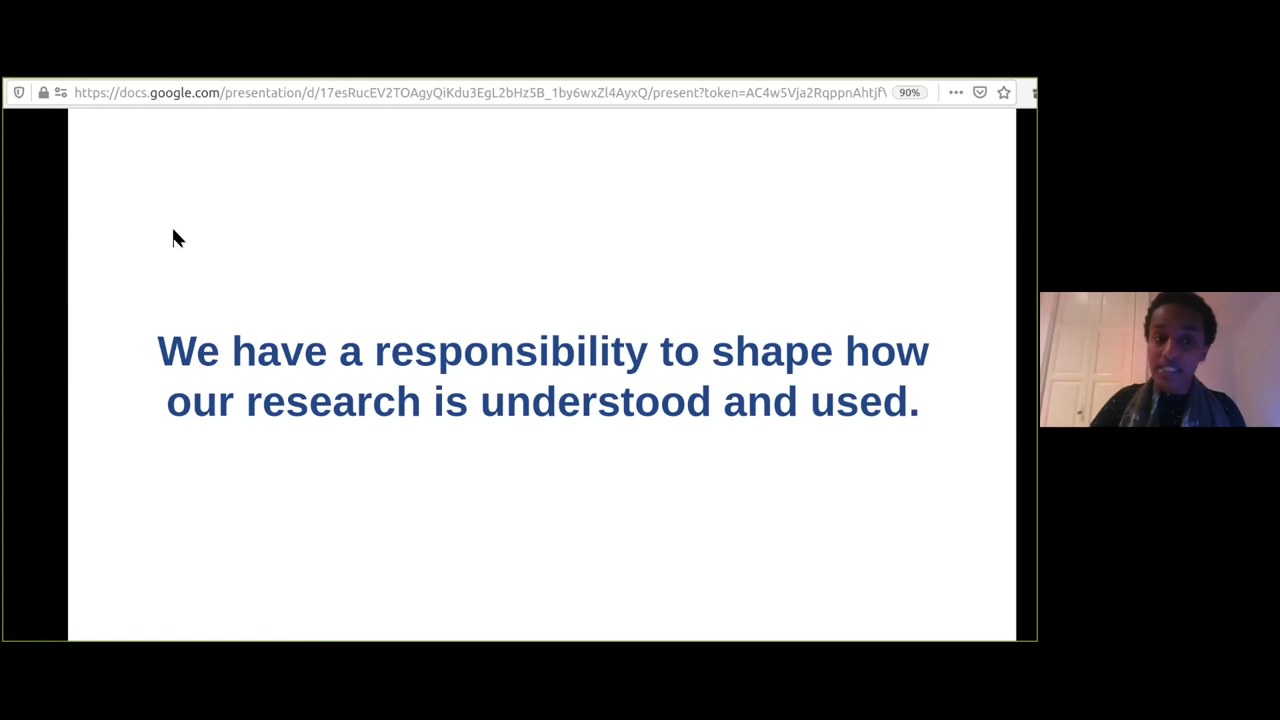 https://docs.google.com/presentation/d/17esRucEV2TOAgyQiKdu3EgL2bHz5B_1by6wxZl4AyxQ/present?token=AC4w5Vja2RqppnAhtjf 90%
We have a responsibility to shape how
our research is understood and used.